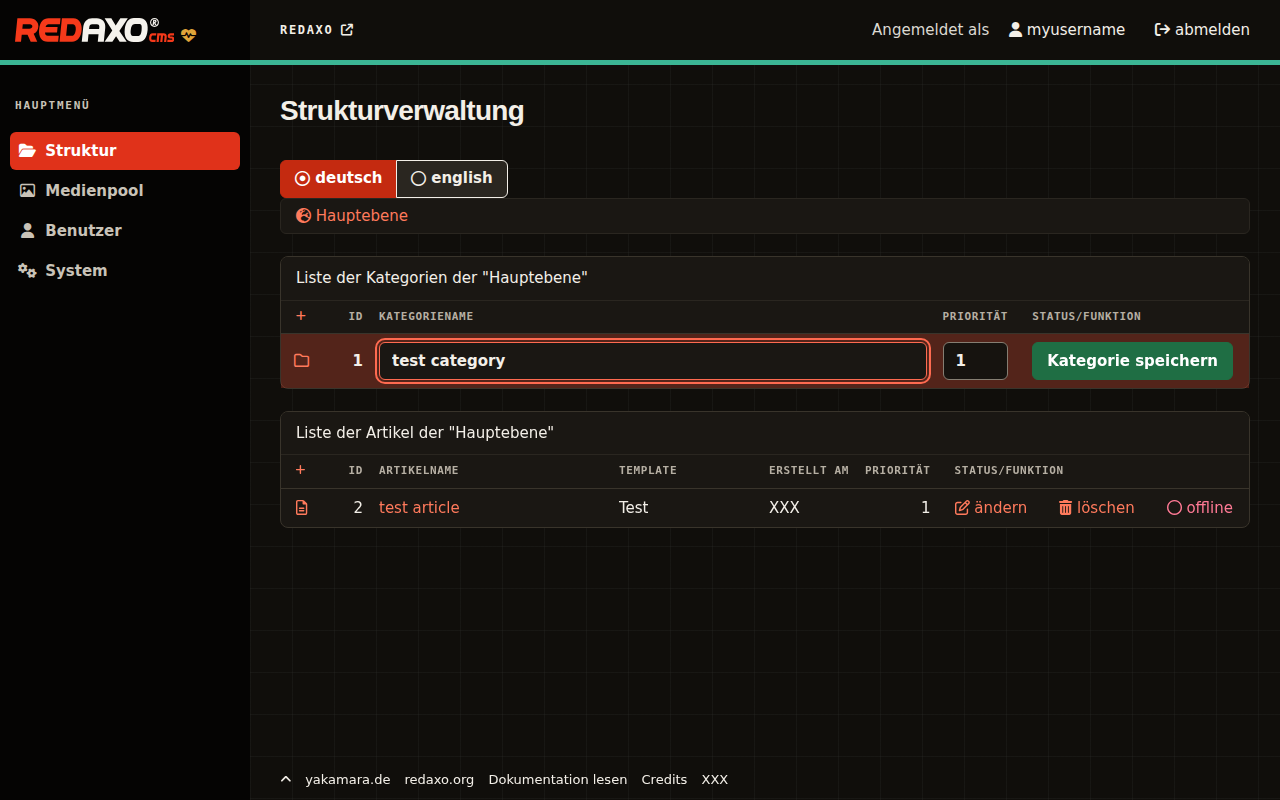 REDAXO® cms
REDAXO
Angemeldet als myusername abmelden
HAUPTMENÜ
Struktur
Medienpool
Benutzer
System
Strukturverwaltung
deutsch english
Hauptebene
Liste der Kategorien der "Hauptebene"
+ ID KATEGORIENAME PRIORITÄT STATUS/FUNKTION
1 test category 1 Kategorie speichern
Liste der Artikel der "Hauptebene"
+ ID ARTIKELNAME TEMPLATE ERSTELLT AM PRIORITÄT STATUS/FUNKTION
2 test article Test XXX 1 ändern löschen offline
yakamara.de redaxo.org Dokumentation lesen Credits XXX